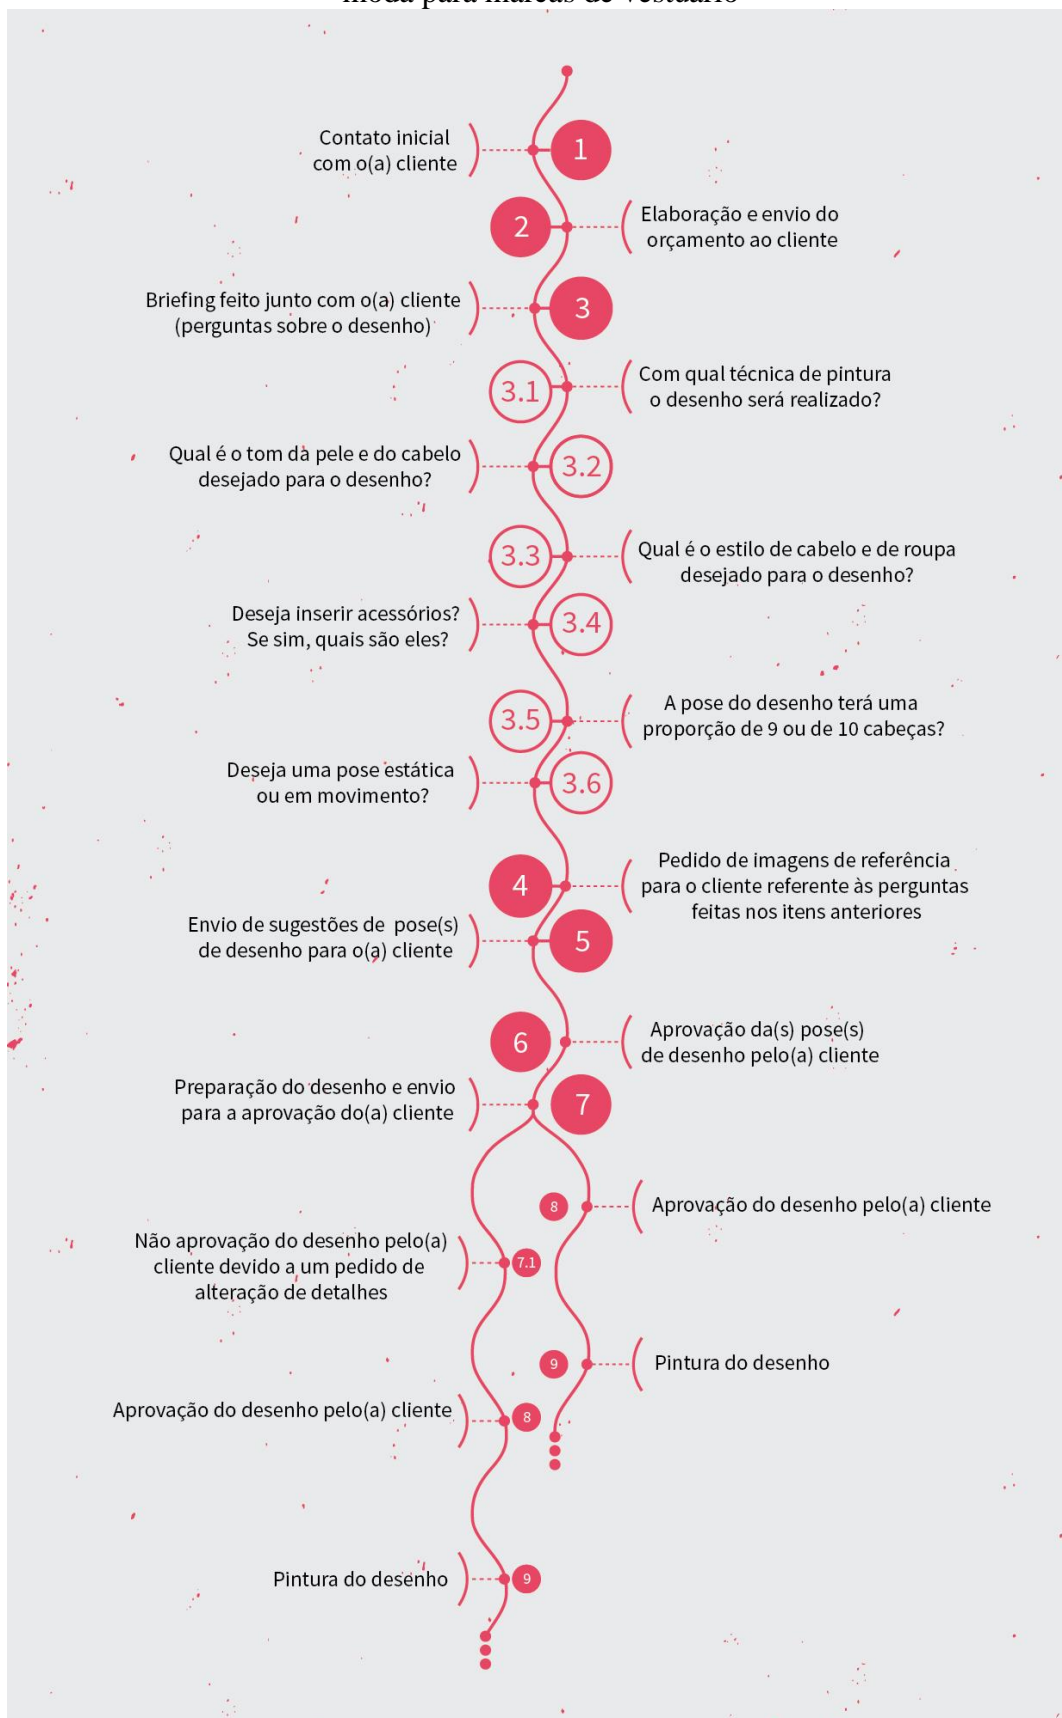 moda para marcas de vestuário
Contato inicial
com o(a) cliente
1
2
Elaboração e envio do
orçamento ao cliente
Briefing feito junto com o(a) cliente
(perguntas sobre o desenho)
3
3.1
Com qual técnica de pintura
o desenho será realizado?
Qual é o tom da pele e do cabelo
desejado para o desenho?
3.2
3.3
Qual é o estilo de cabelo e de roupa
desejado para o desenho?
Deseja inserir acessórios?
Se sim, quais são eles?
3.4
3.5
A pose do desenho terá uma
proporção de 9 ou de 10 cabeças?
Deseja uma pose estática
ou em movimento?
3.6
4
Pedido de imagens de referência
para o cliente referente às perguntas
feitas nos itens anteriores
Envio de sugestões de pose(s)
de desenho para o(a) cliente
5
6
Aprovação da(s) pose(s)
de desenho pelo(a) cliente
Preparação do desenho e envio
para a aprovação do(a) cliente
7
8
Aprovação do desenho pelo(a) cliente
Não aprovação do desenho pelo(a)
cliente devido a um pedido de
alteração de detalhes
7.1
9
Pintura do desenho
Aprovação do desenho pelo(a) cliente
8
Pintura do desenho
9